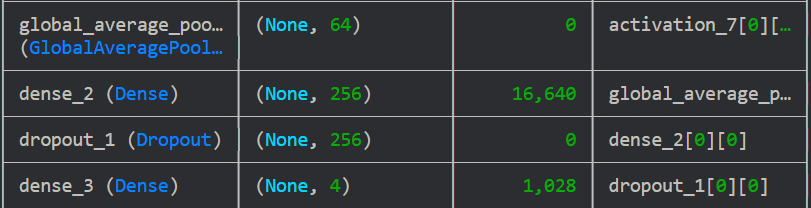 global_average_poo… (None, 64) 0 activation_7[0][…
(GlobalAveragePool…
dense_2 (Dense) (None, 256) 16,640 global_average_p…
dropout_1 (Dropout) (None, 256) 0 dense_2[0][0]
dense_3 (Dense) (None, 4) 1,028 dropout_1[0][0]